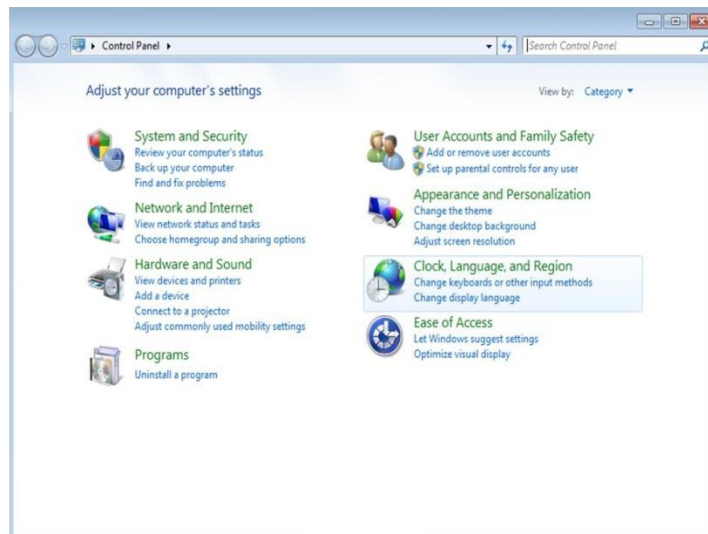 Control Panel
Search Control Panel
Adjust your computer's settings
View by: Category
System and Security
Review your computer's status
Back up your computer
Find and fix problems
Network and Internet
View network status and tasks
Choose homegroup and sharing options
Hardware and Sound
View devices and printers
Add a device
Connect to a projector
Adjust commonly used mobility settings
Programs
Uninstall a program
User Accounts and Family Safety
Add or remove user accounts
Set up parental controls for any user
Appearance and Personalization
Change the theme
Change desktop background
Adjust screen resolution
Clock, Language, and Region
Change keyboards or other input methods
Change display language
Ease of Access
Let Windows suggest settings
Optimize visual display